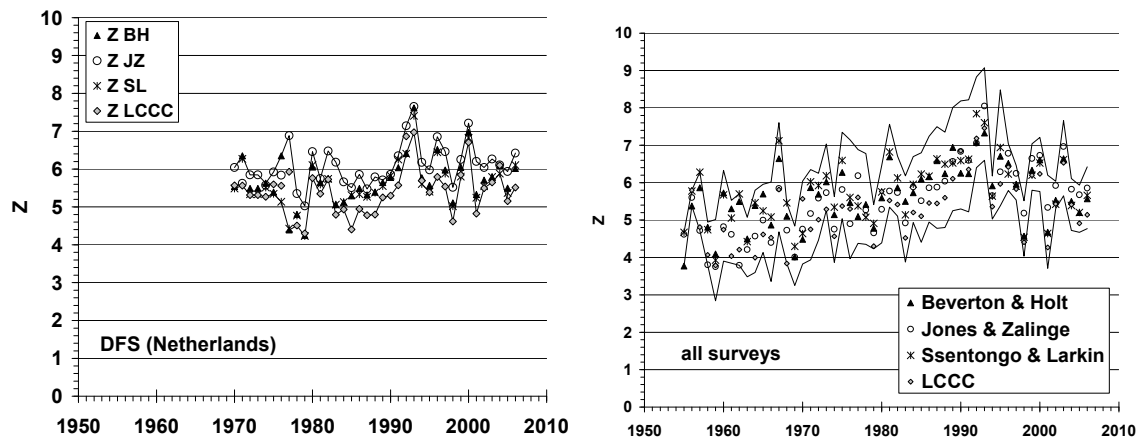 10
9
8
7
6
5
4
3
2
1
0
Z
Z BH
Z JZ
Z SL
Z LCCC
DFS (Netherlands)
1950 1960 1970 1980 1990 2000 2010
10
9
8
7
6
5
4
3
2
1
0
Z
Beverton & Holt
Jones & Zalinge
Ssentongo & Larkin
LCCC
all surveys
1950 1960 1970 1980 1990 2000 2010